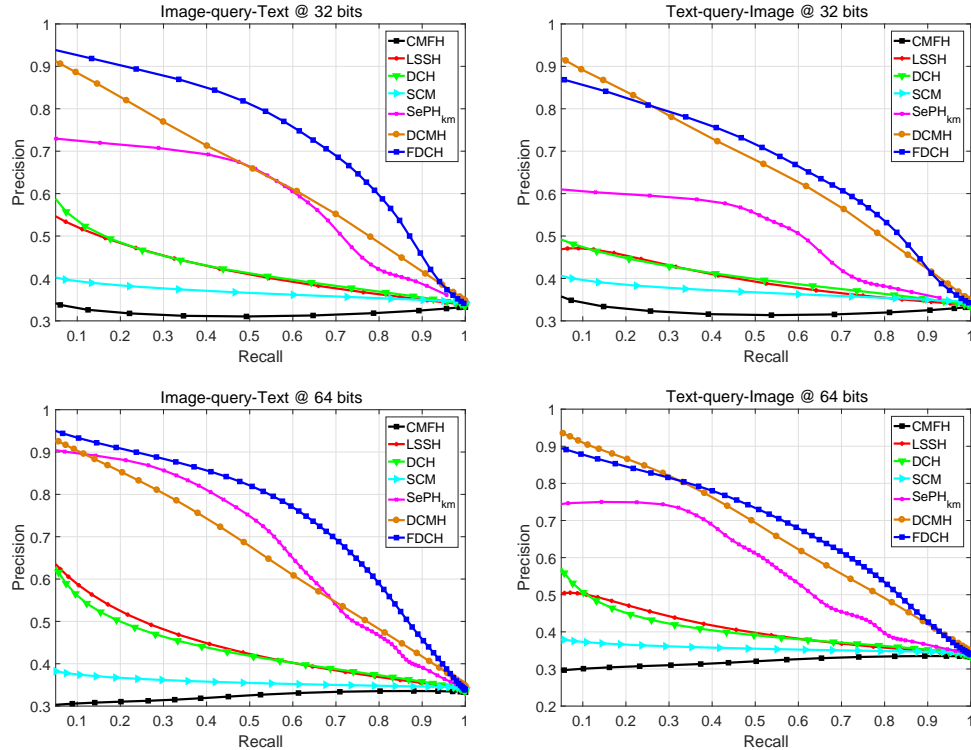 Image-query-Text @ 32 bits
Precision
1
0.9
0.8
0.7
0.6
0.5
0.4
0.3
0.1 0.2 0.3 0.4 0.5 0.6 0.7 0.8 0.9 1
Recall
CMFH
LSSH
DCH
SCM
SePH km
DCMH
FDCH
Text-query-Image @ 32 bits
Precision
1
0.9
0.8
0.7
0.6
0.5
0.4
0.3
0.1 0.2 0.3 0.4 0.5 0.6 0.7 0.8 0.9 1
Recall
CMFH
LSSH
DCH
SCM
SePH km
DCMH
FDCH
Image-query-Text @ 64 bits
Precision
1
0.9
0.8
0.7
0.6
0.5
0.4
0.3
0.1 0.2 0.3 0.4 0.5 0.6 0.7 0.8 0.9 1
Recall
CMFH
LSSH
DCH
SCM
SePH km
DCMH
FDCH
Text-query-Image @ 64 bits
Precision
1
0.9
0.8
0.7
0.6
0.5
0.4
0.3
0.2
0.1 0.2 0.3 0.4 0.5 0.6 0.7 0.8 0.9 1
Recall
CMFH
LSSH
DCH
SCM
SePH km
DCMH
FDCH